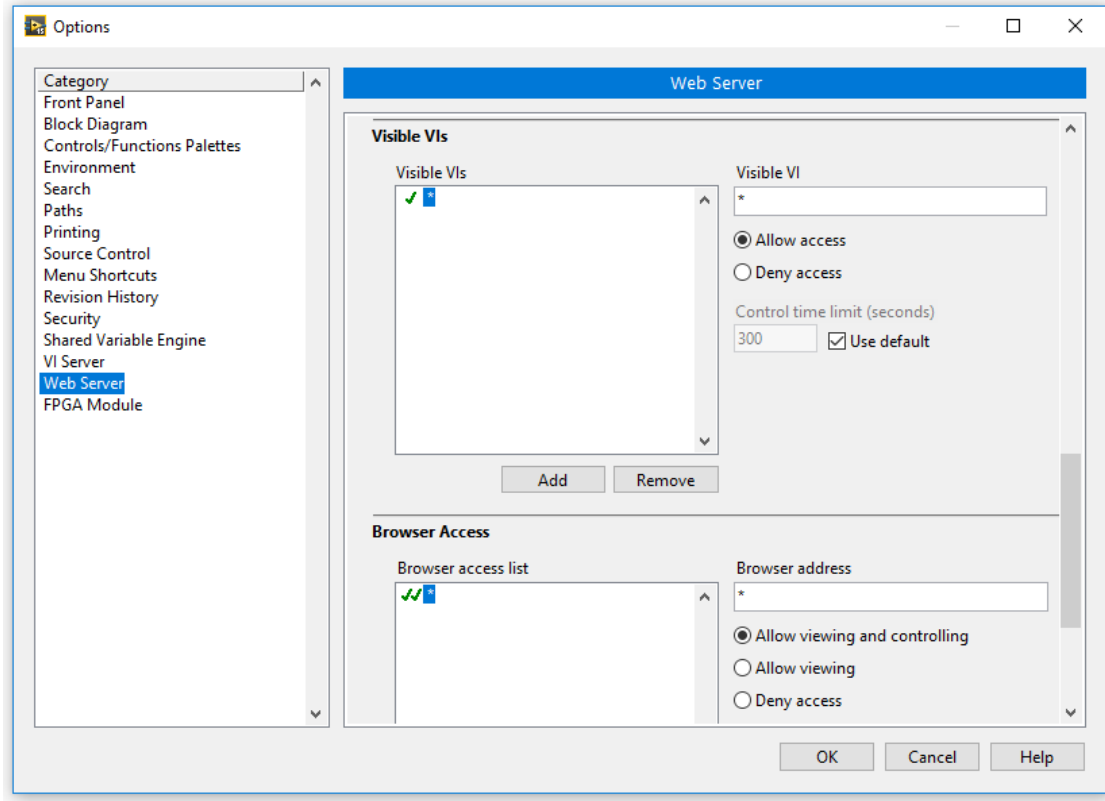 Options
Category
Front Panel
Block Diagram
Controls/Functions Palettes
Environment
Search
Paths
Printing
Source Control
Menu Shortcuts
Revision History
Security
Shared Variable Engine
VI Server
Web Server
FPGA Module
Web Server
Visible VIs
Visible VIs
*
Add
Remove
Visible VI
*
Allow access
Deny access
Control time limit (seconds)
300
Use default
Browser Access
Browser access list
*
Browser address
*
Allow viewing and controlling
Allow viewing
Deny access
OK
Cancel
Help